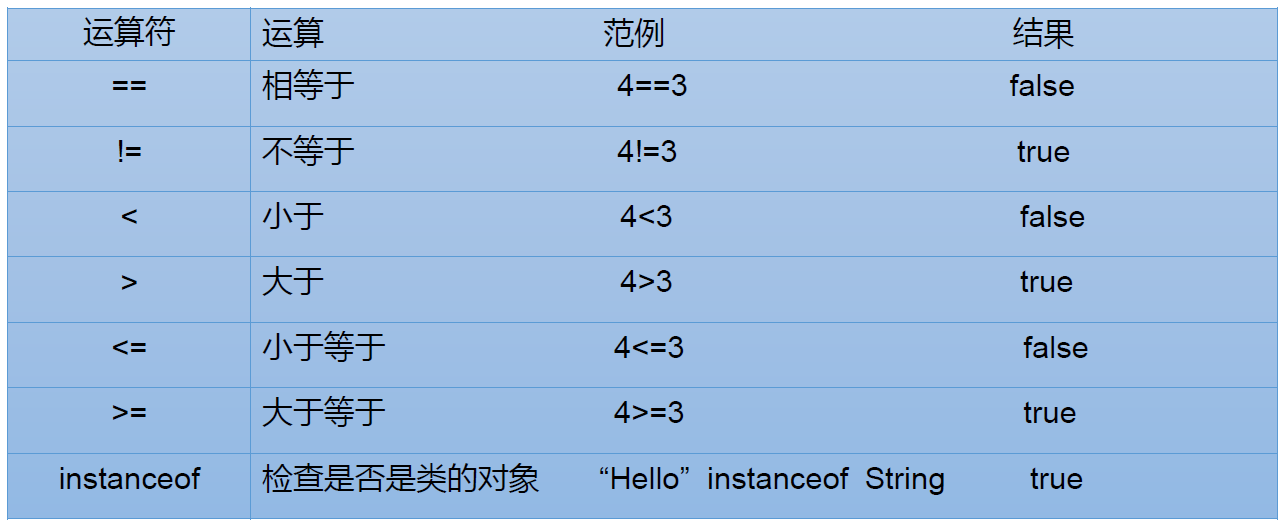 运算符 运算 范例 结果
== 相等于 4==3 false
!= 不等于 4!=3 true
< 小于 4<3 false
> 大于 4>3 true
<= 小于等于 4<=3 false
>= 大于等于 4>=3 true
instanceof 检查是否是类的对象 “Hello” instanceof String true